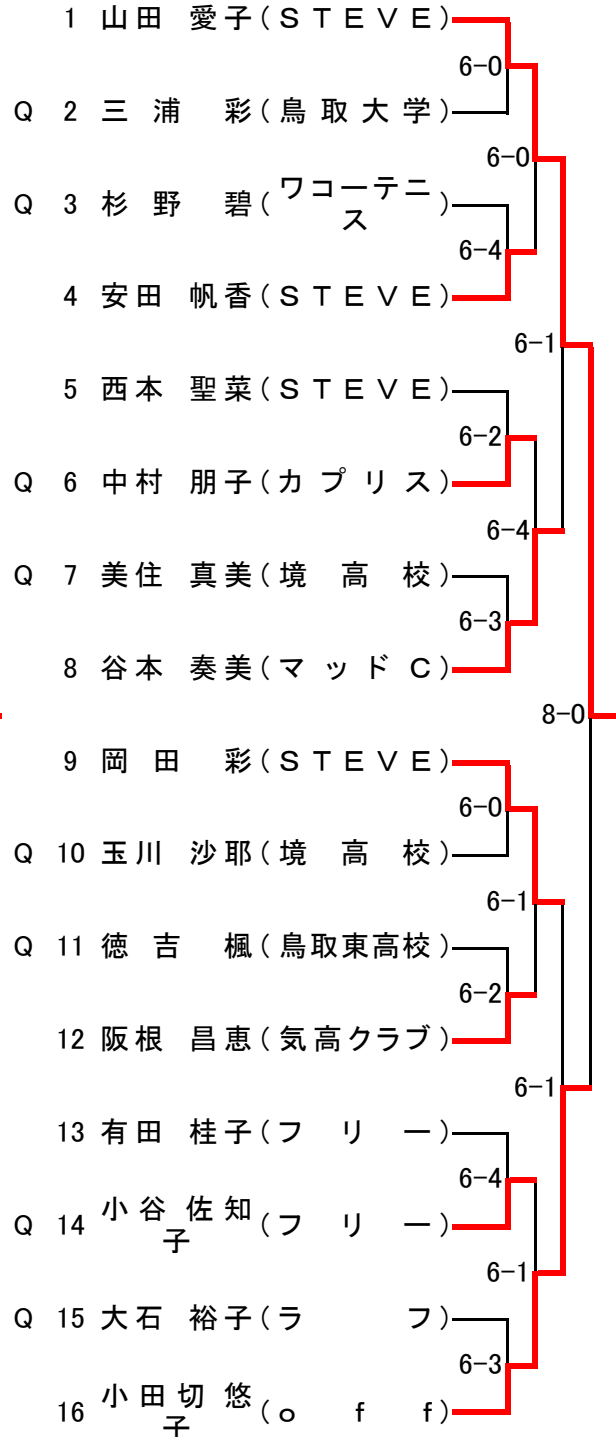 1 山田 愛子(ＳＴＥＶＥ)
6-0
Q 2 三浦 彩(鳥取大学)
6-0
Q 3 杉野 碧(ワコーテニス)
6-4
4 安田 帆香(ＳＴＥＶＥ)
6-1
5 西本 聖菜(ＳＴＥＶＥ)
6-2
Q 6 中村 朋子(カプリス)
6-4
Q 7 美住 真美(境高校)
6-3
8 谷本 奏美(マッドＣ)
8-0
9 岡田 彩(ＳＴＥＶＥ)
6-0
Q 10 玉川 沙耶(境高校)
6-1
Q 11 徳吉 楓(鳥取東高校)
6-2
12 阪根 昌恵(気高クラブ)
6-1
13 有田 桂子(フリー)
6-4
Q 14 小谷 佐知子(フリー)
6-1
Q 15 大石 裕子(ラフ)
6-3
16 小田切 悠子(ｏｆｆ)